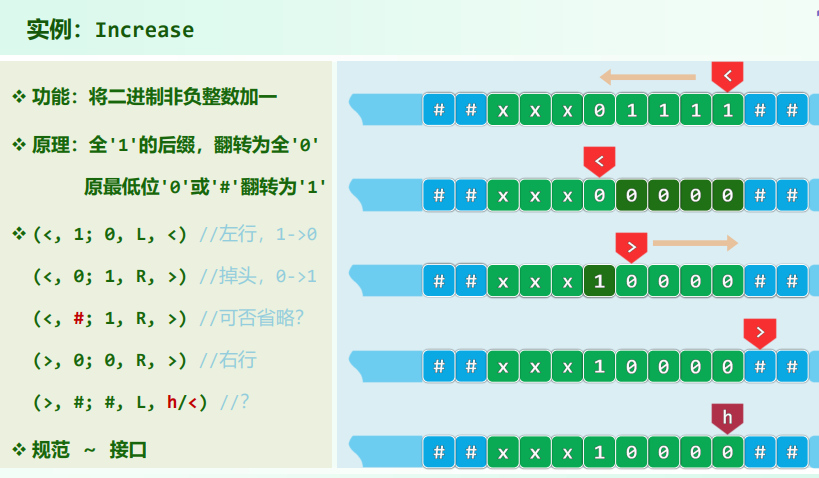 实例：Increase
❖ 功能：将二进制非负整数加一
❖ 原理：全'1'的后缀，翻转为全'0'
原最低位'0'或'#'翻转为'1'
❖ (<, 1; 0, L, <) //左行，1->0
(<, 0; 1, R, >) //掉头，0->1
(<, #; 1, R, >) //可否省略？
(>, 0; 0, R, >) //右行
(>, #; #, L, h/<) //？
❖ 规范 ~ 接口
<
# # x x x 0 1 1 1 1 # #
<
# # x x x 0 0 0 0 0 # #
>
# # x x x 1 0 0 0 0 # #
>
# # x x x 1 0 0 0 0 # #
h
# # x x x 1 0 0 0 0 # #